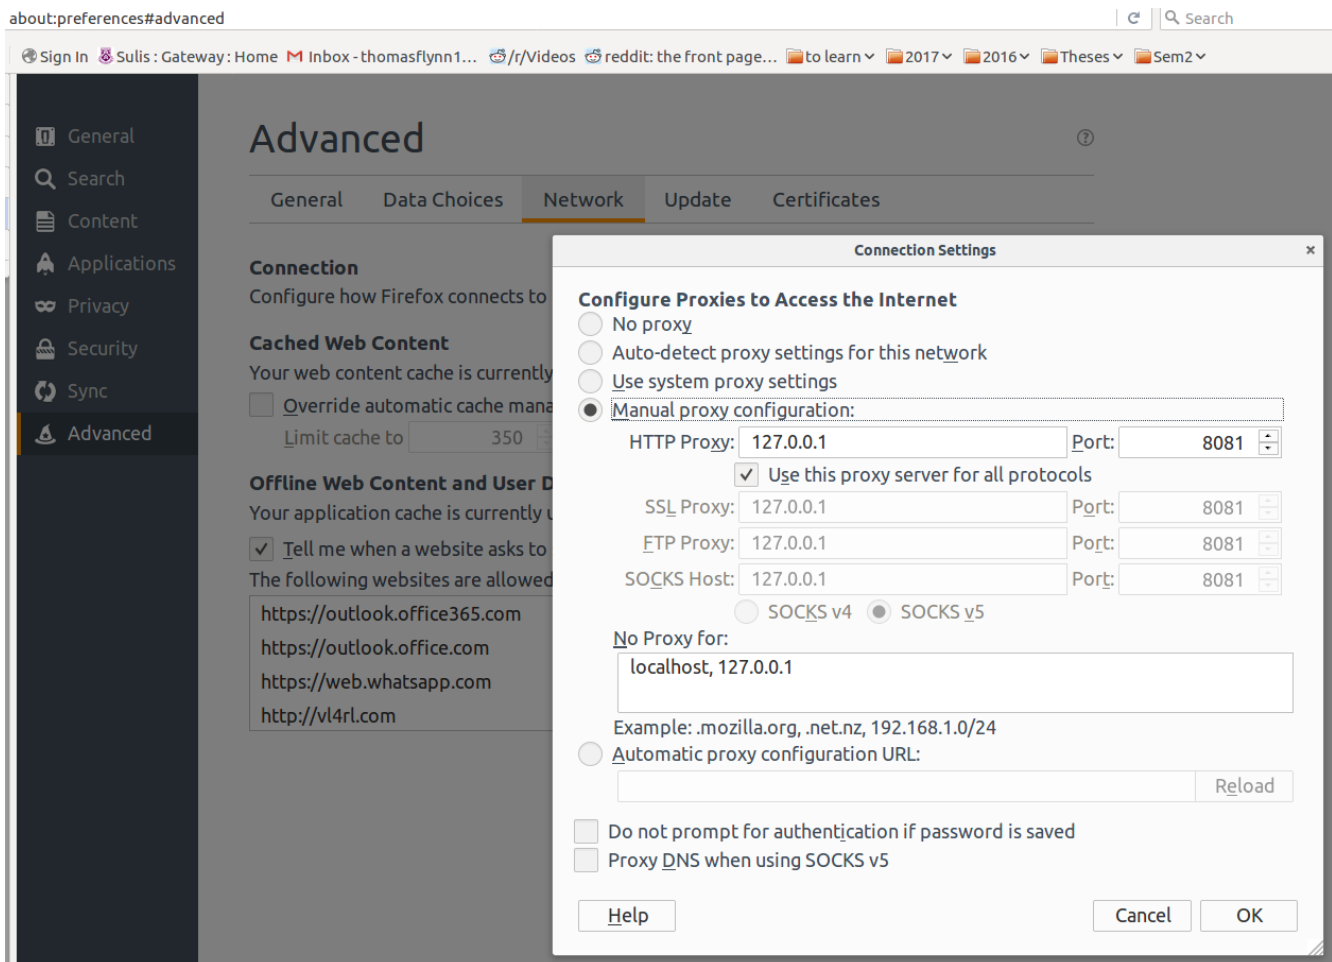 about:preferences#advanced
Search
Sign In Sulis : Gateway : Home Inbox - thomasflynn1... /r/Videos reddit: the front page... to learn 2017 2016 Theses Sem2
General
Search
Content
Applications
Privacy
Security
Sync
Advanced
Advanced
?
General Data Choices Network Update Certificates
Connection
Configure how Firefox connects to
Cached Web Content
Your web content cache is currently
Override automatic cache mana
Limit cache to 350
Offline Web Content and User D
Your application cache is currently u
Tell me when a website asks to
The following websites are allowed
https://outlook.office365.com
https://outlook.office.com
https://web.whatsapp.com
http://vl4rl.com
Connection Settings
Configure Proxies to Access the Internet
No proxy
Auto-detect proxy settings for this network
Use system proxy settings
Manual proxy configuration:
HTTP Proxy: 127.0.0.1 Port: 8081
Use this proxy server for all protocols
SSL Proxy: 127.0.0.1 Port: 8081
FTP Proxy: 127.0.0.1 Port: 8081
SOCKS Host: 127.0.0.1 Port: 8081
SOCKS v4 SOCKS v5
No Proxy for:
localhost, 127.0.0.1
Example: .mozilla.org, .net.nz, 192.168.1.0/24
Automatic proxy configuration URL:
Reload
Do not prompt for authentication if password is saved
Proxy DNS when using SOCKS v5
Help Cancel OK